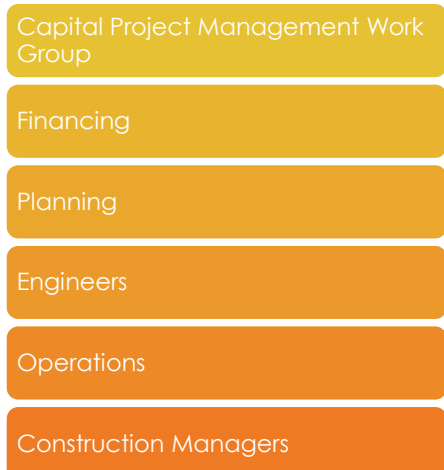 Capital Project Management Work
Group
Financing
Planning
Engineers
Operations
Construction Managers